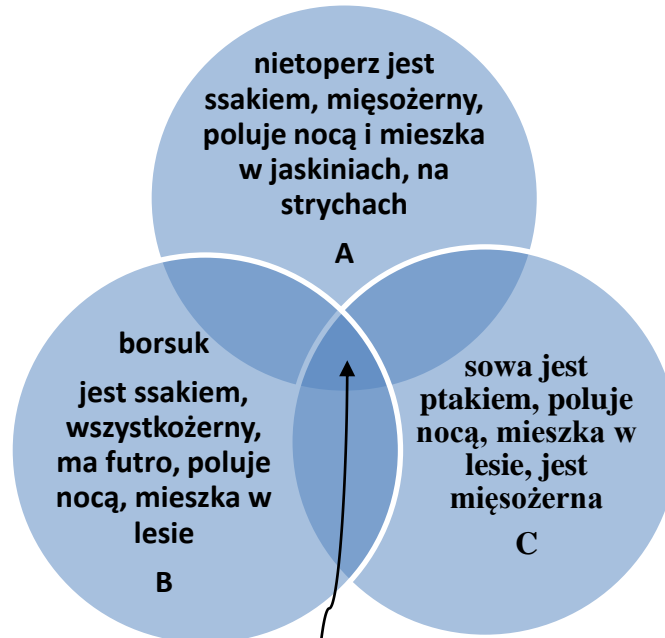 nietoperz jest
ssakiem, mięsożerny,
poluje nocą i mieszka
w jaskiniach, na
strychach
A
borsuk
jest ssakiem,
wszystkożerny,
ma futro, poluje
nocą, mieszka w
lesie
B
sowa jest
ptakiem, poluje
nocą, mieszka w
lesie, jest
mięsożerna
C